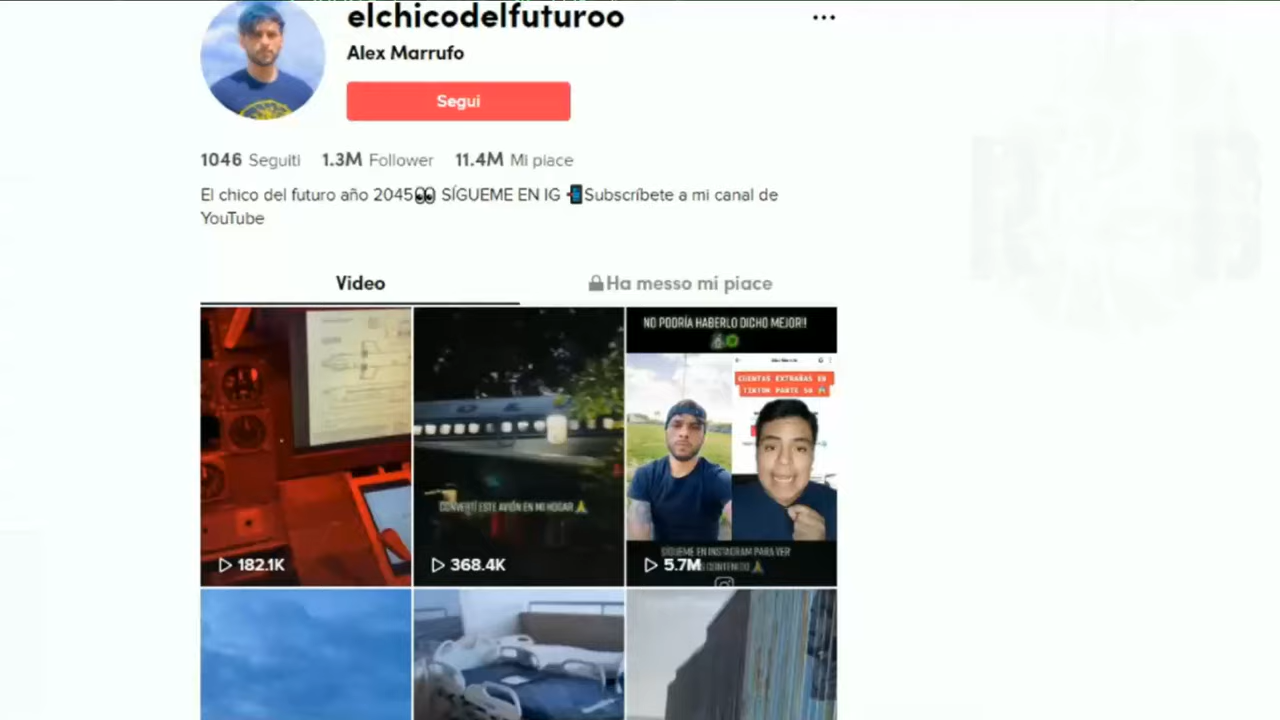 elchicodelfuturoo
Alex Marrufo
Segui
1046 Seguiti 1.3M Follower 11.4M Mi piace
El chico del futuro año 2045👀 SÍGUEME EN IG 📲Subscríbete a mi canal de
YouTube
Video
Ha messo mi piace
182.1K
CONVERTÍ ESTE AVIÓN EN MI HOGAR
368.4K
NO PODRÍA HABERLO DICHO MEJOR!!
CUENTAS EXTRAÑAS EN
TIKTOK PARTE 50
SÍGUEME EN INSTAGRAM PARA VER
CONTENIDO
5.7M